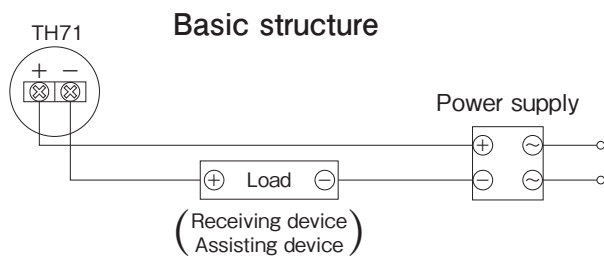 Basic structure
TH71
+ −
Power supply
+ ~
+ Load −
− ~
(Receiving device
Assisting device)